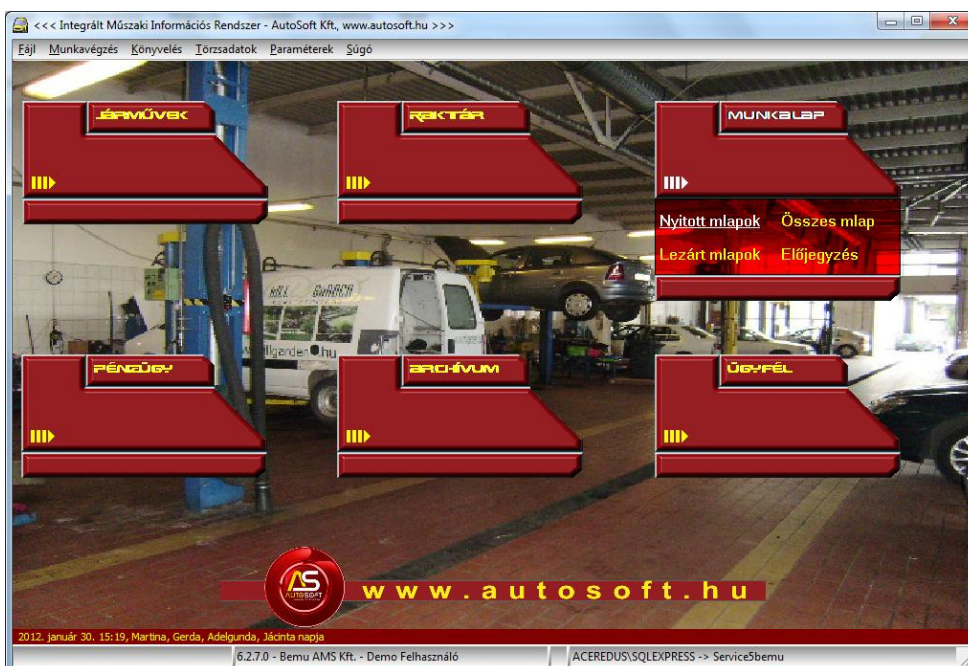 <<< Integrált Műszaki Információs Rendszer - AutoSoft Kft., www.autosoft.hu >>>
Fájl Munkavégzés Könyvelés Törzsadatok Paraméterek Súgó
JÁRMŰVEK
RAKTÁR
MUNKALAP
Nyitott mlapok Összes mlap
Lezárt mlapok Előjegyzés
PÉNZÜGY
ARCHÍVUM
ÜGYFÉL
AS
AUTOSOFT
www.autosoft.hu
2012. január 30. 15:19, Martina, Gerda, Adelgunda, Jácinta napja
6.2.7.0 - Bemu AMS Kft. - Demo Felhasználó
ACEREDUS\SQLEXPRESS -> Service5bemu